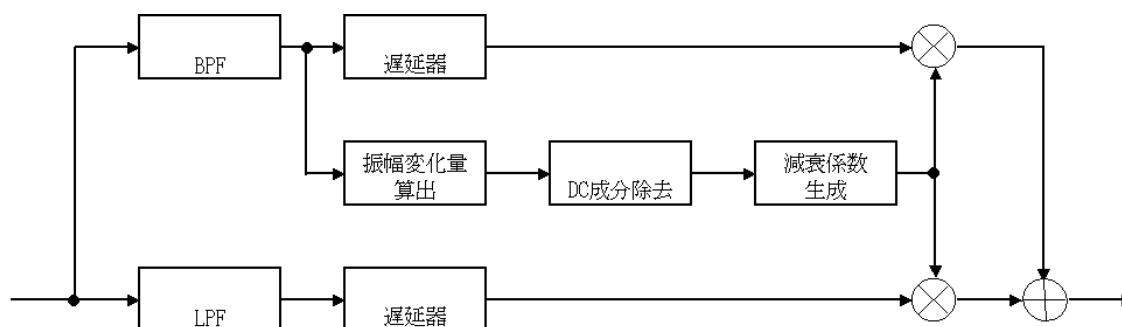 BPF
遅延器
振幅変化量
算出
DC成分除去
減衰係数
生成
LPF
遅延器